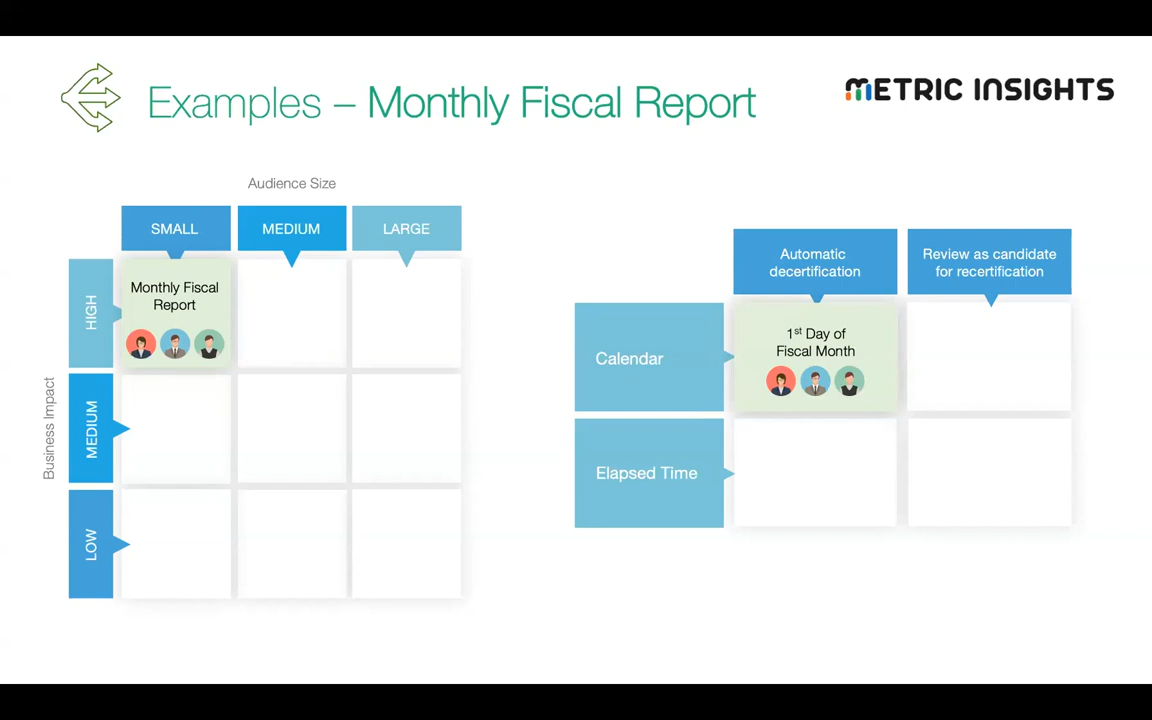 Examples – Monthly Fiscal Report
METRIC INSIGHTS
Audience Size
SMALL
MEDIUM
LARGE
Business Impact
HIGH
Monthly Fiscal
Report
MEDIUM
LOW
Automatic
decertification
Review as candidate
for recertification
Calendar
1st Day of
Fiscal Month
Elapsed Time